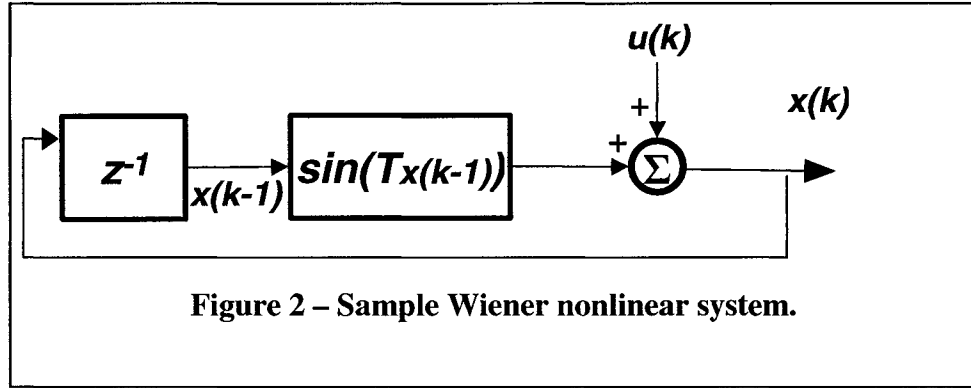 u(k)
x(k)
+
+
z-1
x(k-1)
sin(Tx(k-1))
Σ
Figure 2 – Sample Wiener nonlinear system.